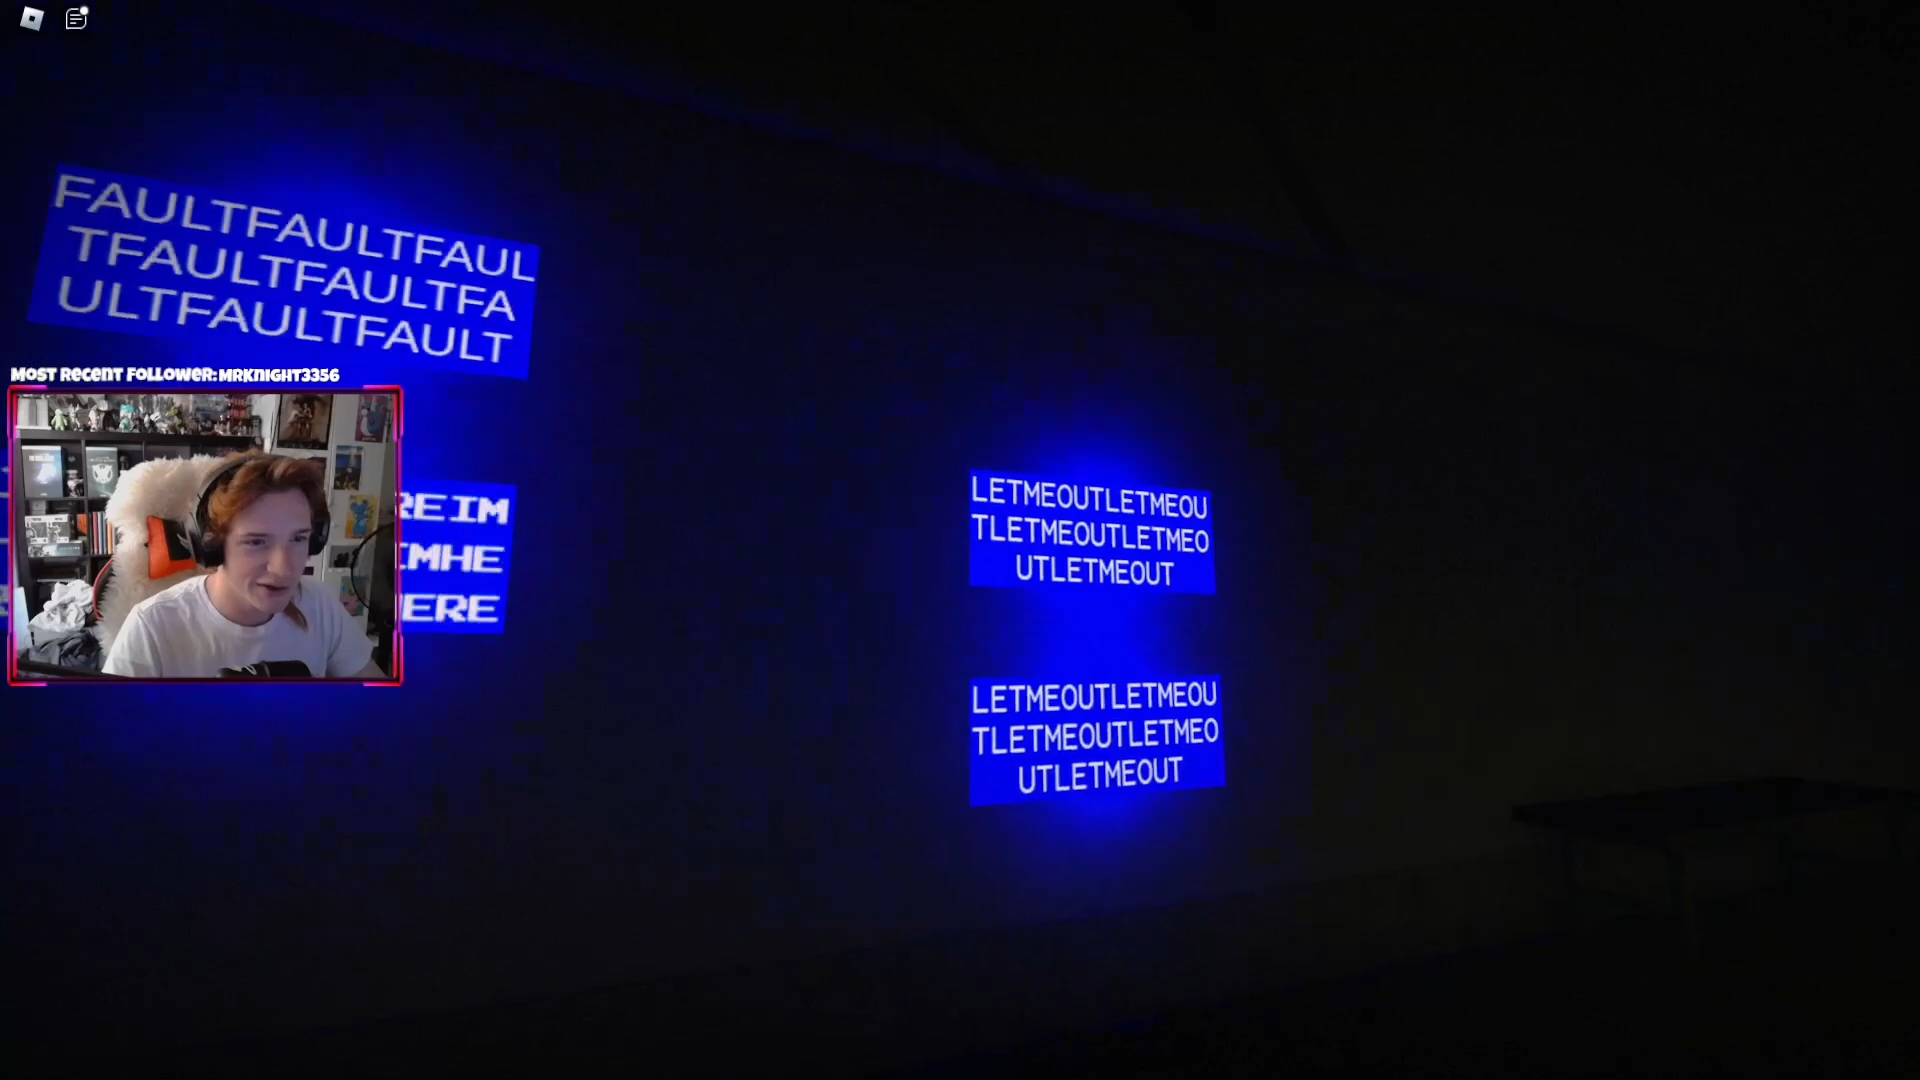 FAULTFAULTFAUL
TFAULTFAULTFA
ULTFAULTFAULT
MOST RECENT FOLLOWER: MRKNIGHT3356
REIM
IMHE
ERE
LETMEOUTLETMEOU
TLETMEOUTLETMEO
UTLETMEOUT
LETMEOUTLETMEOU
TLETMEOUTLETMEO
UTLETMEOUT